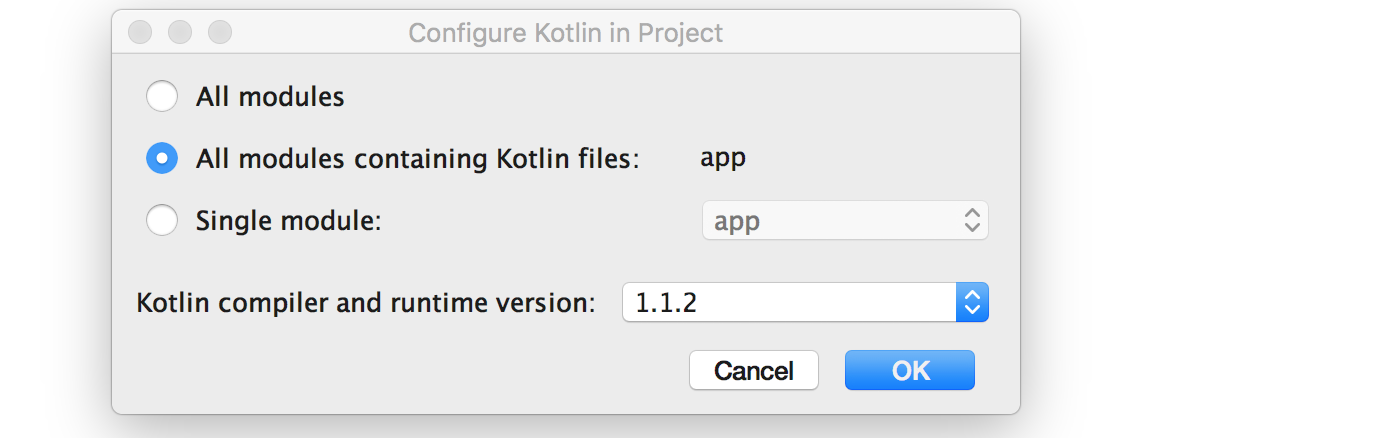 Configure Kotlin in Project
All modules
All modules containing Kotlin files: app
Single module: app
Kotlin compiler and runtime version: 1.1.2
Cancel OK